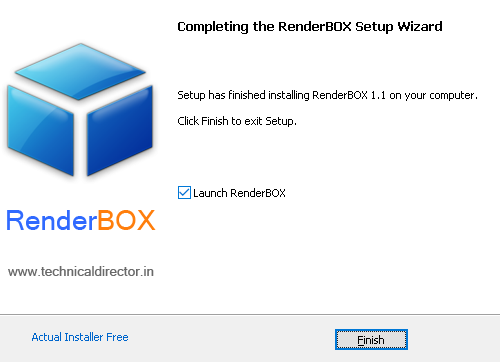 Completing the RenderBOX Setup Wizard
Setup has finished installing RenderBOX 1.1 on your computer.
Click Finish to exit Setup.
Launch RenderBOX
RenderBOX
www.technicaldirector.in
Actual Installer Free
Finish